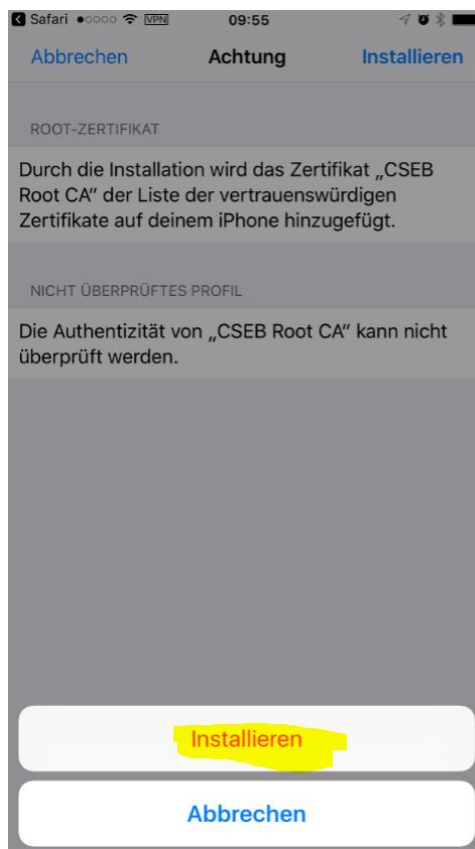 Safari VPN 09:55
Abbrechen Achtung Installieren
ROOT-ZERTIFIKAT
Durch die Installation wird das Zertifikat „CSEB
Root CA“ der Liste der vertrauenswürdigen
Zertifikate auf deinem iPhone hinzugefügt.
NICHT ÜBERPRÜFTES PROFIL
Die Authentizität von „CSEB Root CA“ kann nicht
überprüft werden.
Installieren
Abbrechen